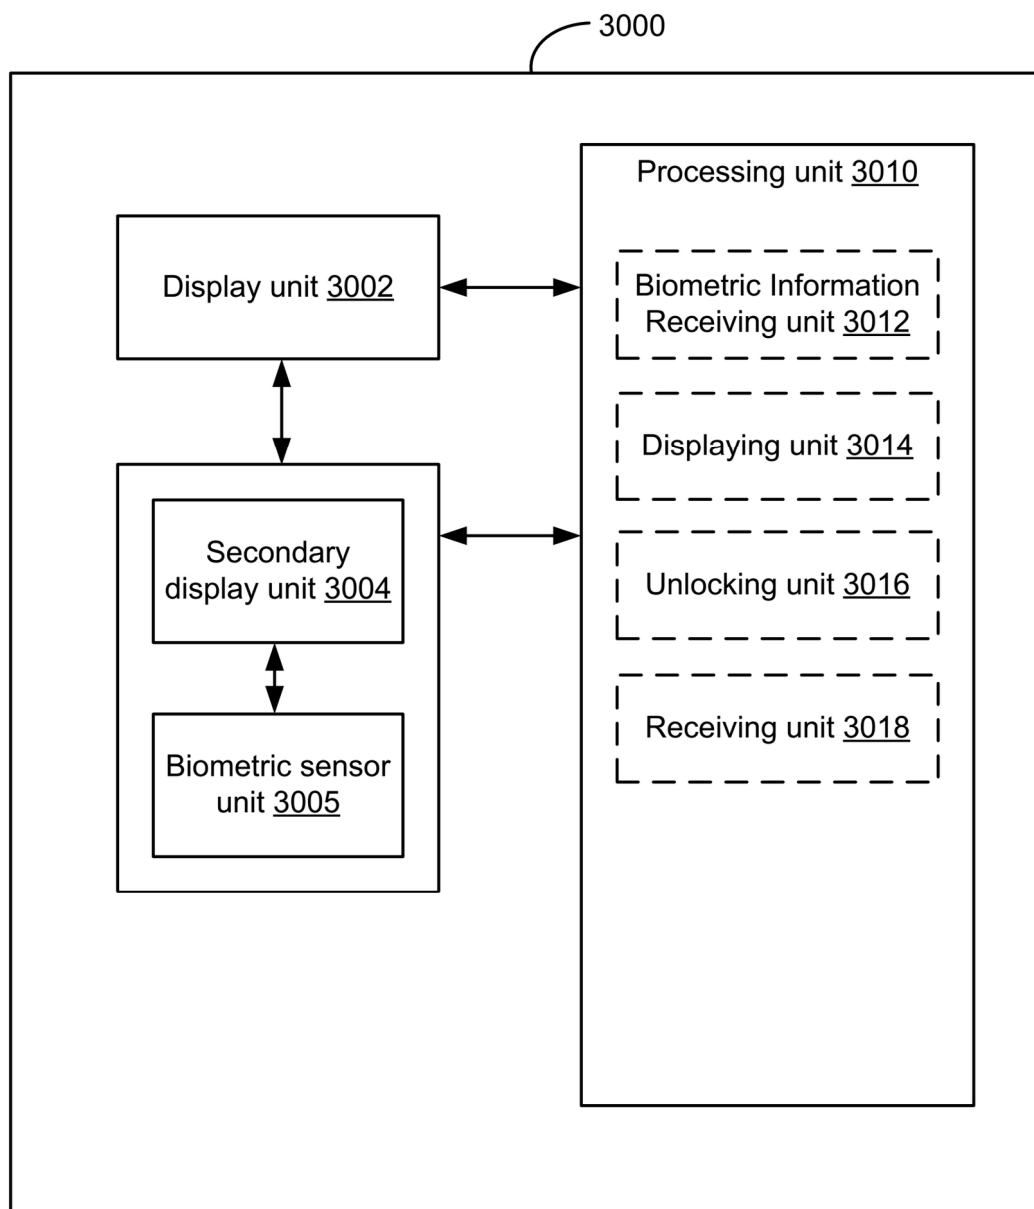 3000
Processing unit 3010
Display unit 3002
Biometric Information
Receiving unit 3012
Displaying unit 3014
Secondary
display unit 3004
Unlocking unit 3016
Biometric sensor
unit 3005
Receiving unit 3018